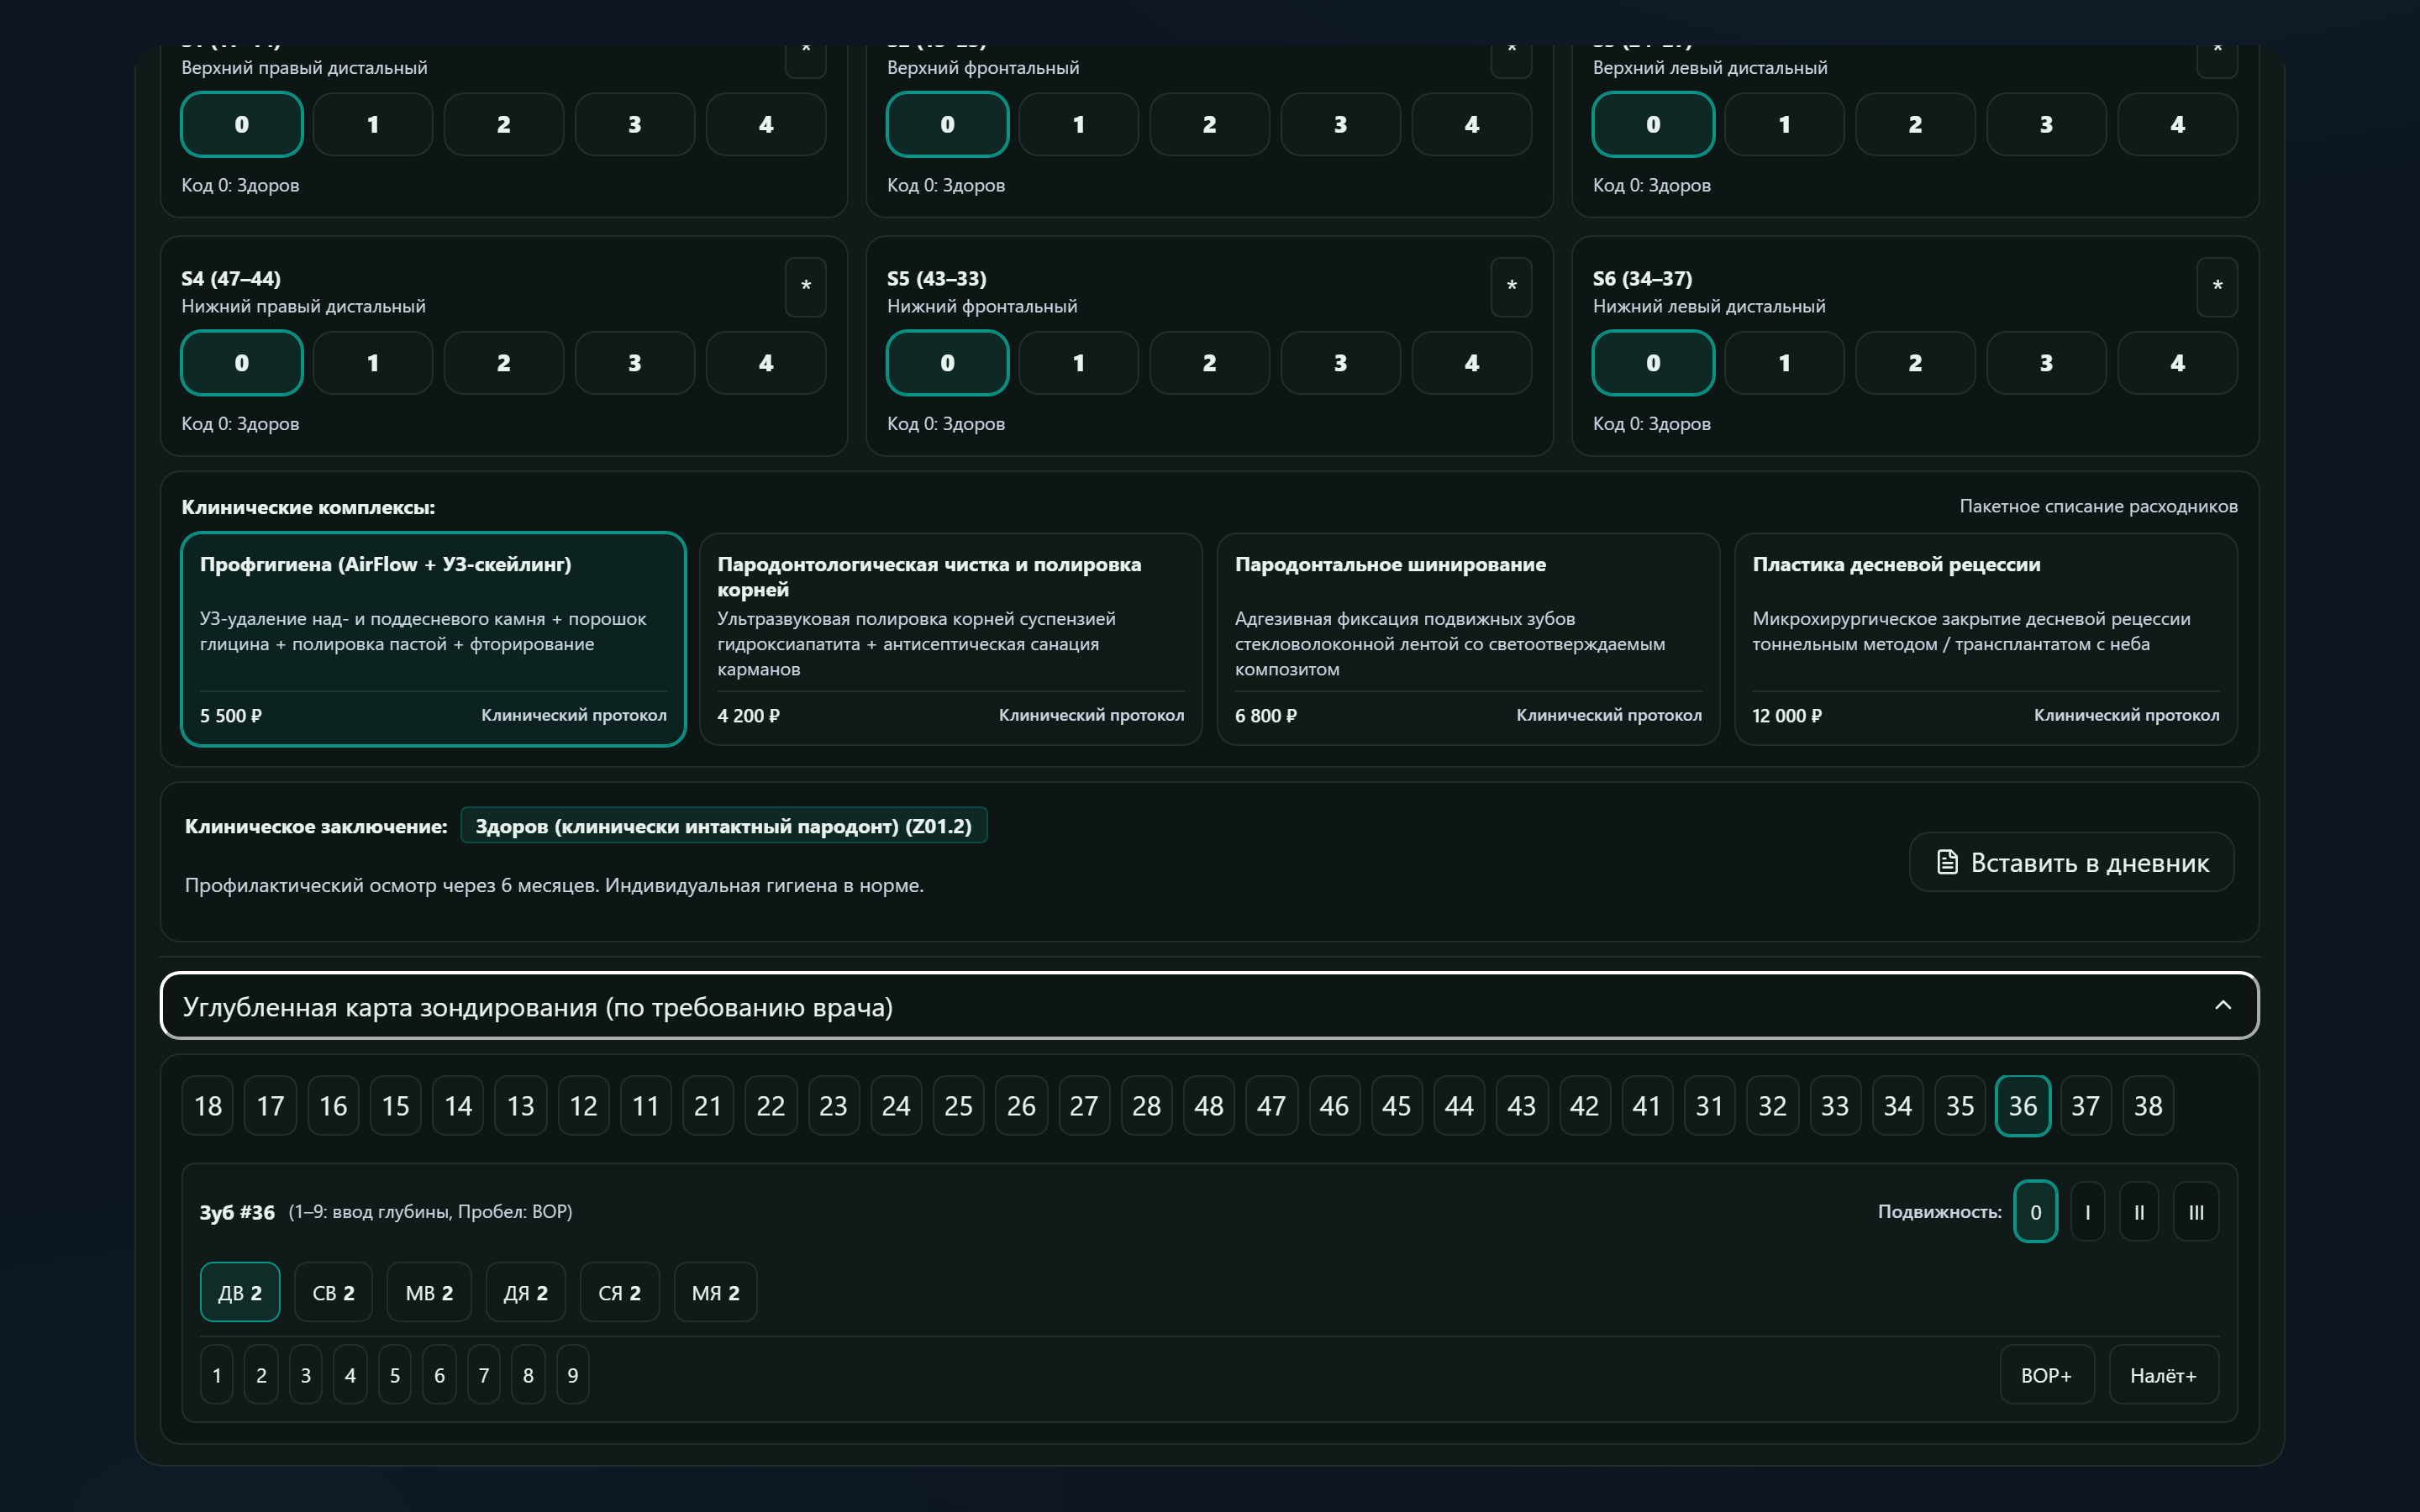 Верхний правый дистальный
0 1 2 3 4
Код 0: Здоров
Верхний фронтальный
0 1 2 3 4
Код 0: Здоров
Верхний левый дистальный
0 1 2 3 4
Код 0: Здоров
S4 (47–44) *
Нижний правый дистальный
0 1 2 3 4
Код 0: Здоров
S5 (43–33) *
Нижний фронтальный
0 1 2 3 4
Код 0: Здоров
S6 (34–37) *
Нижний левый дистальный
0 1 2 3 4
Код 0: Здоров
Клинические комплексы: Пакетное списание расходников
Профгигиена (AirFlow + УЗ-скейлинг)
УЗ-удаление над- и поддесневого камня + порошок
глицина + полировка пастой + фторирование
5 500 ₽ Клинический протокол
Пародонтологическая чистка и полировка
корней
Ультразвуковая полировка корней суспензией
гидроксиапатита + антисептическая санация
карманов
4 200 ₽ Клинический протокол
Пародонтальное шинирование
Адгезивная фиксация подвижных зубов
стекловолоконной лентой со светоотверждаемым
композитом
6 800 ₽ Клинический протокол
Пластика десневой рецессии
Микрохирургическое закрытие десневой рецессии
тоннельным методом / трансплантатом с неба
12 000 ₽ Клинический протокол
Клиническое заключение: Здоров (клинически интактный пародонт) (Z01.2)
Профилактический осмотр через 6 месяцев. Индивидуальная гигиена в норме.
Вставить в дневник
Углубленная карта зондирования (по требованию врача)
18 17 16 15 14 13 12 11 21 22 23 24 25 26 27 28 48 47 46 45 44 43 42 41 31 32 33 34 35 36 37 38
Зуб #36 (1–9: ввод глубины, Пробел: BOP) Подвижность: 0 I II III
ДВ 2 СВ 2 МВ 2 ДЯ 2 СЯ 2 МЯ 2
1 2 3 4 5 6 7 8 9 BOP+ Налёт+